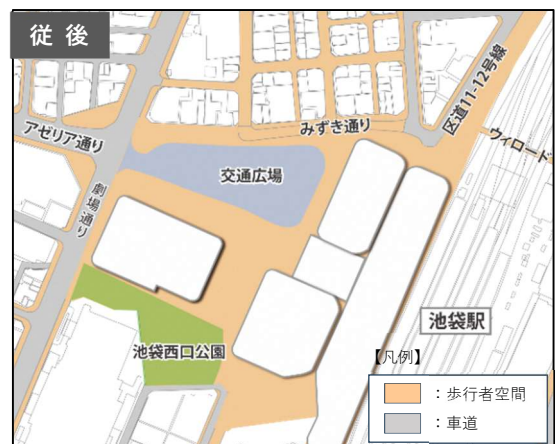 従後
アゼリア通り
劇場通り
交通広場
みずき通り
区道11-12号線
ウィロード
池袋西口公園
池袋駅
【凡例】
：歩行者空間
：車道